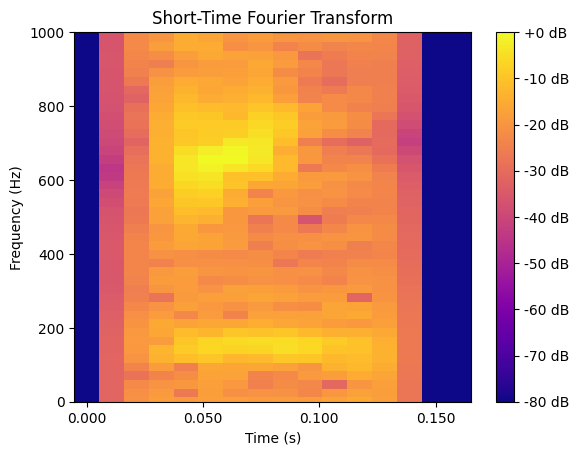 Short-Time Fourier Transform
Frequency (Hz)
1000
800
600
400
200
0
0.000
0.050
0.100
0.150
Time (s)
+0 dB
-10 dB
-20 dB
-30 dB
-40 dB
-50 dB
-60 dB
-70 dB
-80 dB